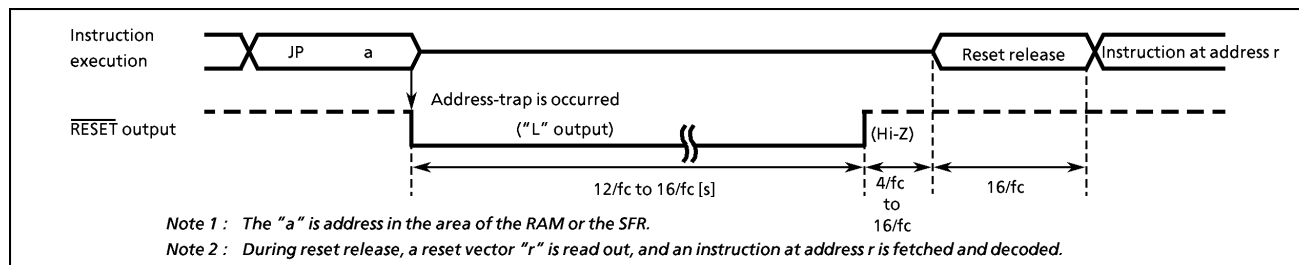 Instruction
execution
JP a
Reset release
Instruction at address r
Address-trap is occurred
RESET output
("L" output)
(Hi-Z)
12/fc to 16/fc [s]
4/fc
to
16/fc
16/fc
Note 1 : The "a" is address in the area of the RAM or the SFR.
Note 2 : During reset release, a reset vector "r" is read out, and an instruction at address r is fetched and decoded.